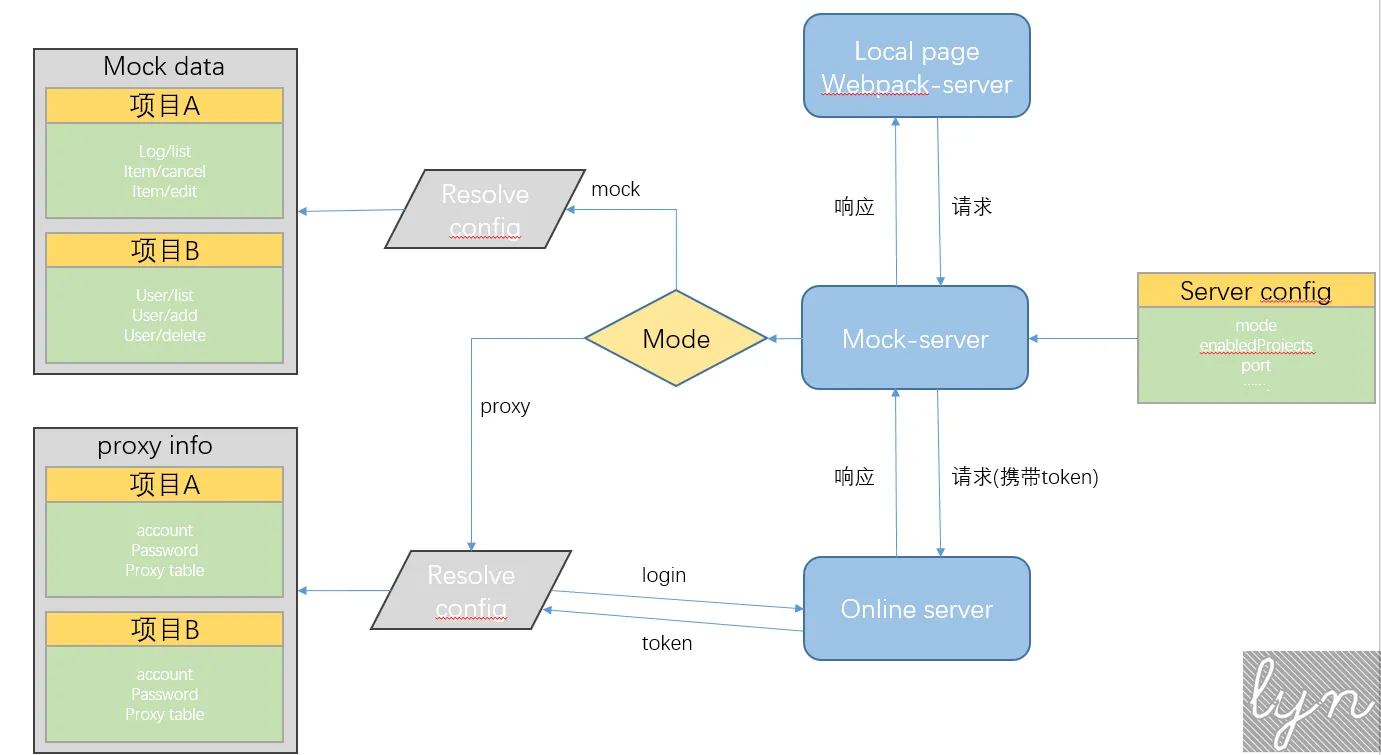 Mock data
项目A
Log/list
Item/cancel
Item/edit
项目B
User/list
User/add
User/delete
proxy info
项目A
account
Password
Proxy table
项目B
account
Password
Proxy table
Resolve
config
mock
Mode
proxy
Resolve
config
login
token
Local page
Webpack-server
响应
请求
Mock-server
响应
请求(携带token)
Online server
Server config
mode
enabledProjects
port
......
lyn